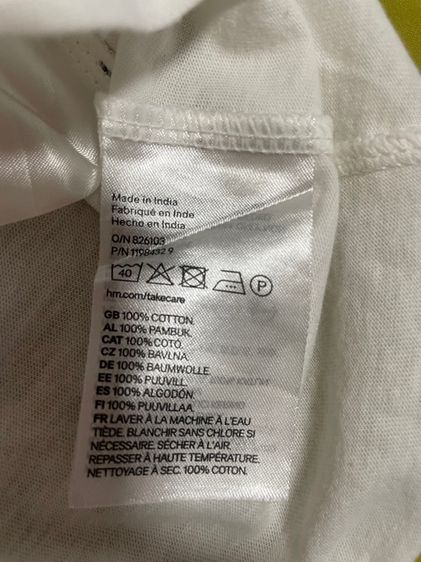 Made in India
Fabriqué en Inde
Hecho en India
O/N 826103
P/N 1198432 9
40 P
hm.com/takecare
GB 100% COTTON.
AL 100% PAMBUK.
CAT 100% COTÓ.
CZ 100% BAVLNA.
DE 100% BAUMWOLLE.
EE 100% PUUVILL.
ES 100% ALGODÓN.
FI 100% PUUVILLAA.
FR LAVER À LA MACHINE À L'EAU
TIÈDE. BLANCHIR SANS CHLORE SI
NÉCESSAIRE. SÉCHER À L'AIR.
REPASSER À HAUTE TEMPÉRATURE.
NETTOYAGE À SEC. 100% COTON.